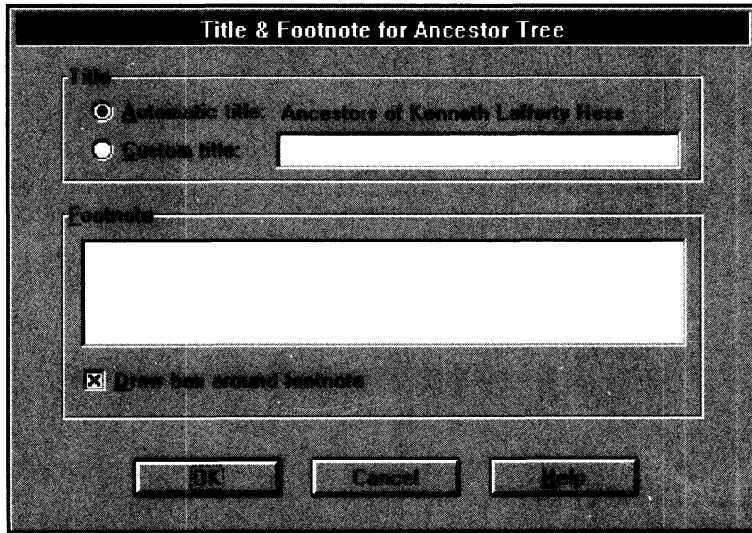 Title & Footnote for Ancestor Tree
Title
Automatic title: Ancestors of Kenneth Lafferty Hess
Custom title:
Footnote
Draw box around footnote
OK Cancel Help